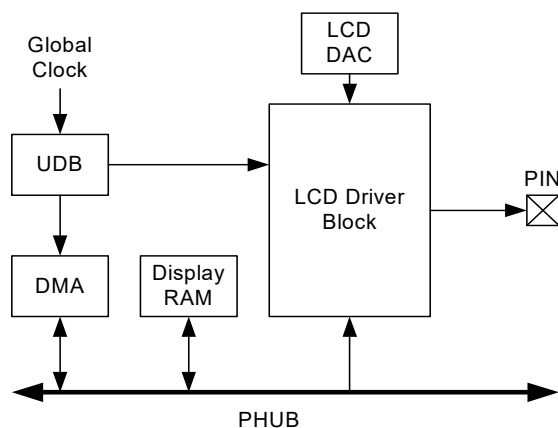 LCD
DAC
Global
Clock
UDB
LCD Driver
Block
PIN
DMA
Display
RAM
PHUB